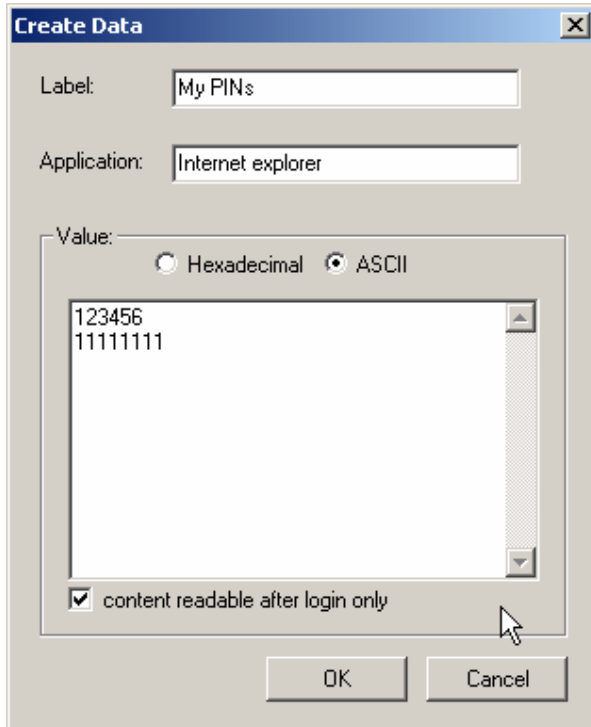 Create Data
Label: My PINs
Application: Internet explorer
Value:
Hexadecimal ASCII
123456
11111111
content readable after login only
OK Cancel